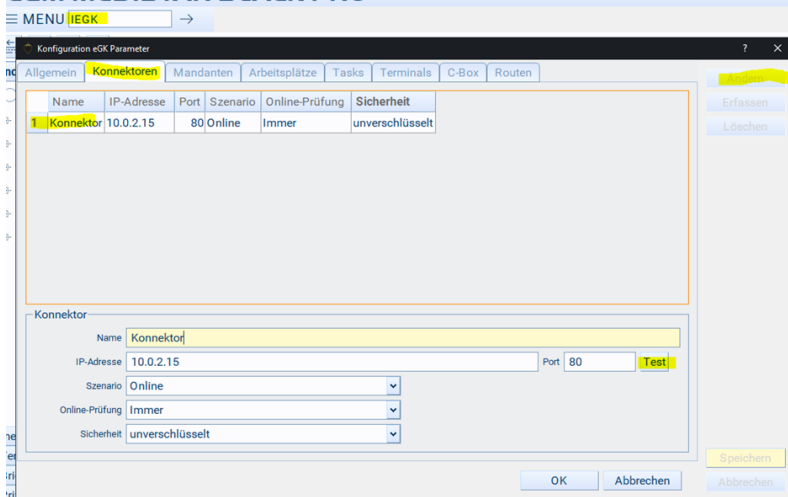 MENU IEGK →
Konfiguration eGK Parameter ? ×
Allgemein Konnektoren Mandanten Arbeitsplätze Tasks Terminals C-Box Routen
Ändern
Erfassen
Löschen
Name IP-Adresse Port Szenario Online-Prüfung Sicherheit
1 Konnektor 10.0.2.15 80 Online Immer unverschlüsselt
Konnektor
Name Konnektor
IP-Adresse 10.0.2.15 Port 80 Test
Szenario Online
Online-Prüfung Immer
Sicherheit unverschlüsselt
Speichern
OK Abbrechen
Abbrechen